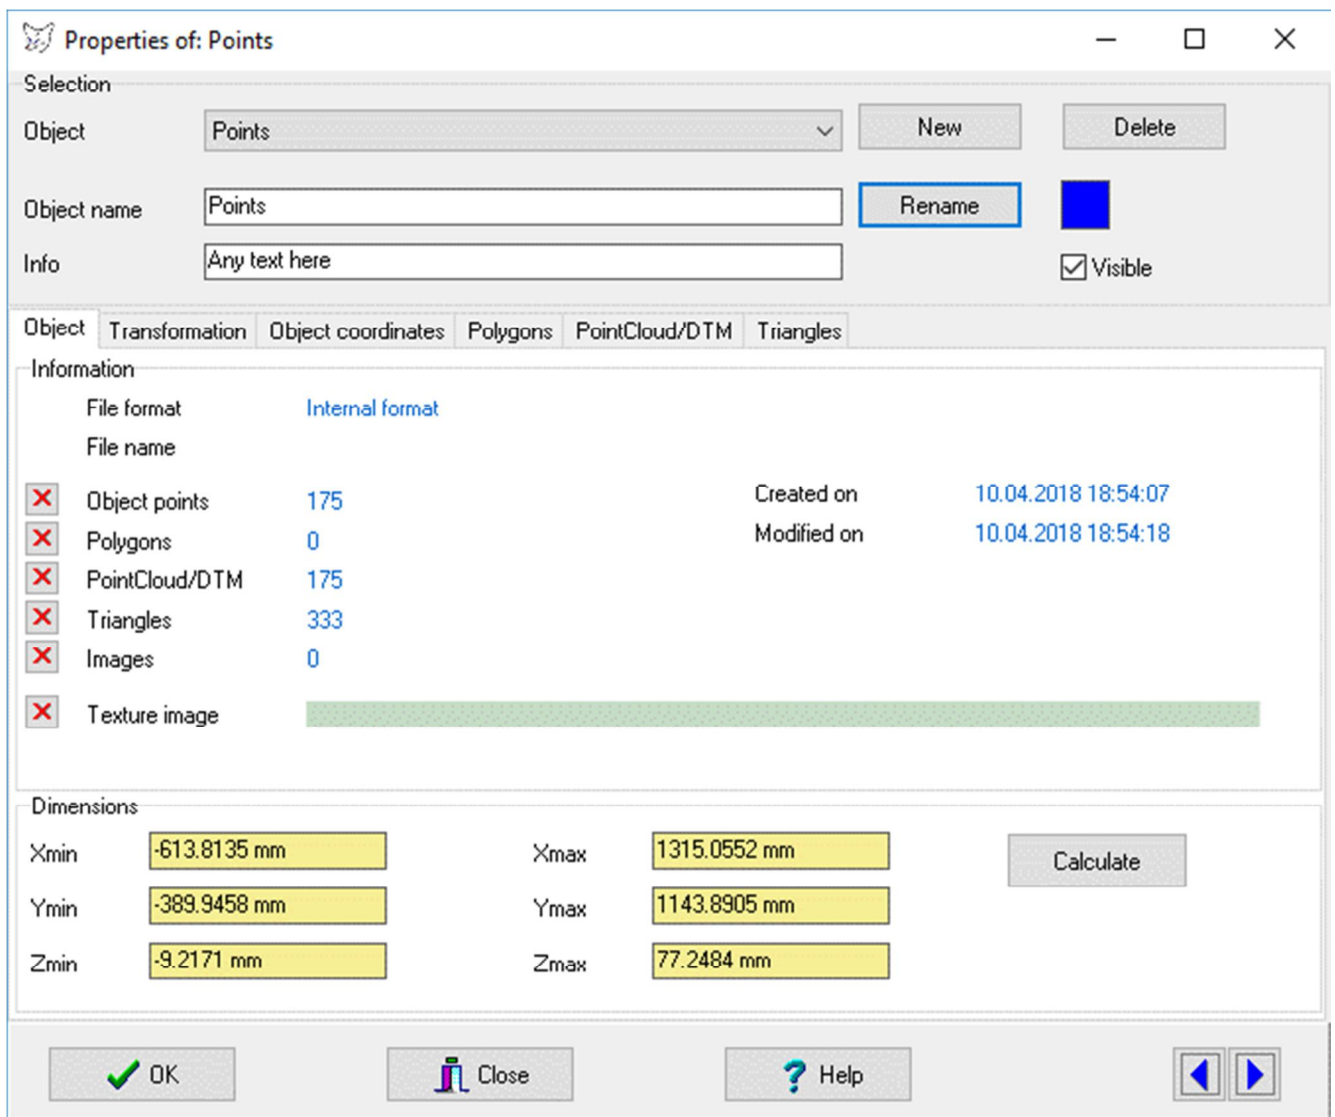 Properties of: Points
Selection
Object Points New Delete
Object name Points Rename
Info Any text here Visible
Object Transformation Object coordinates Polygons PointCloud/DTM Triangles
Information
File format Internal format
File name
Object points 175 Created on 10.04.2018 18:54:07
Polygons 0 Modified on 10.04.2018 18:54:18
PointCloud/DTM 175
Triangles 333
Images 0
Texture image
Dimensions
Xmin -613.8135 mm Xmax 1315.0552 mm Calculate
Ymin -389.9458 mm Ymax 1143.8905 mm
Zmin -9.2171 mm Zmax 77.2484 mm
OK Close Help